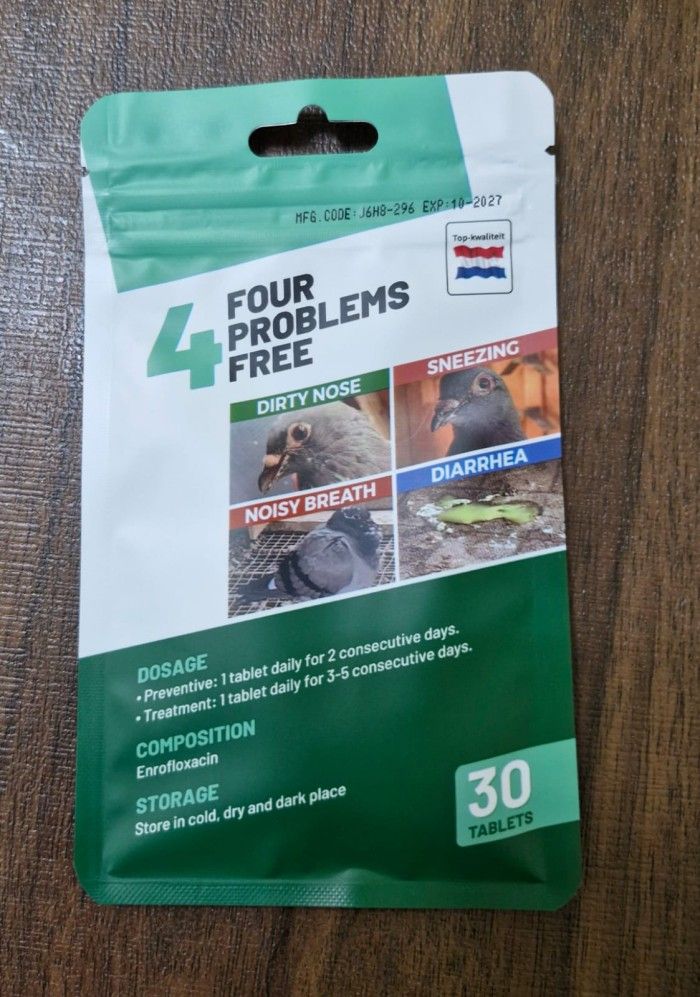 MFG.CODE:J6H8-296 EXP:10-2027
Top-kwaliteit
4 FOUR
PROBLEMS
FREE
DIRTY NOSE
SNEEZING
NOISY BREATH
DIARRHEA
DOSAGE
• Preventive: 1 tablet daily for 2 consecutive days.
• Treatment: 1 tablet daily for 3-5 consecutive days.
COMPOSITION
Enrofloxacin
STORAGE
Store in cold, dry and dark place
30
TABLETS